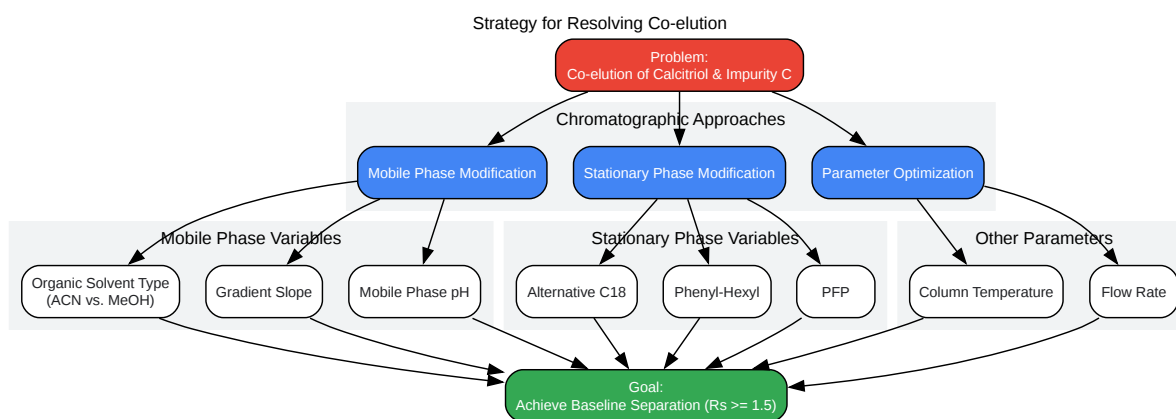 Strategy for Resolving Co-elution
Problem:
Co-elution of Calcitriol & Impurity C
Chromatographic Approaches
Mobile Phase Modification
Stationary Phase Modification
Parameter Optimization
Mobile Phase Variables
Stationary Phase Variables
Other Parameters
Organic Solvent Type
(ACN vs. MeOH)
Gradient Slope
Mobile Phase pH
Alternative C18
Phenyl-Hexyl
PFP
Column Temperature
Flow Rate
Goal:
Achieve Baseline Separation (Rs >= 1.5)